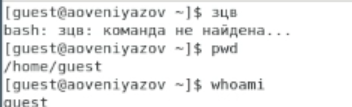 [guest@aoveniyazov ~]$ зцв
bash: зцв: команда не найдена...
[guest@aoveniyazov ~]$ pwd
/home/guest
[guest@aoveniyazov ~]$ whoami
guest